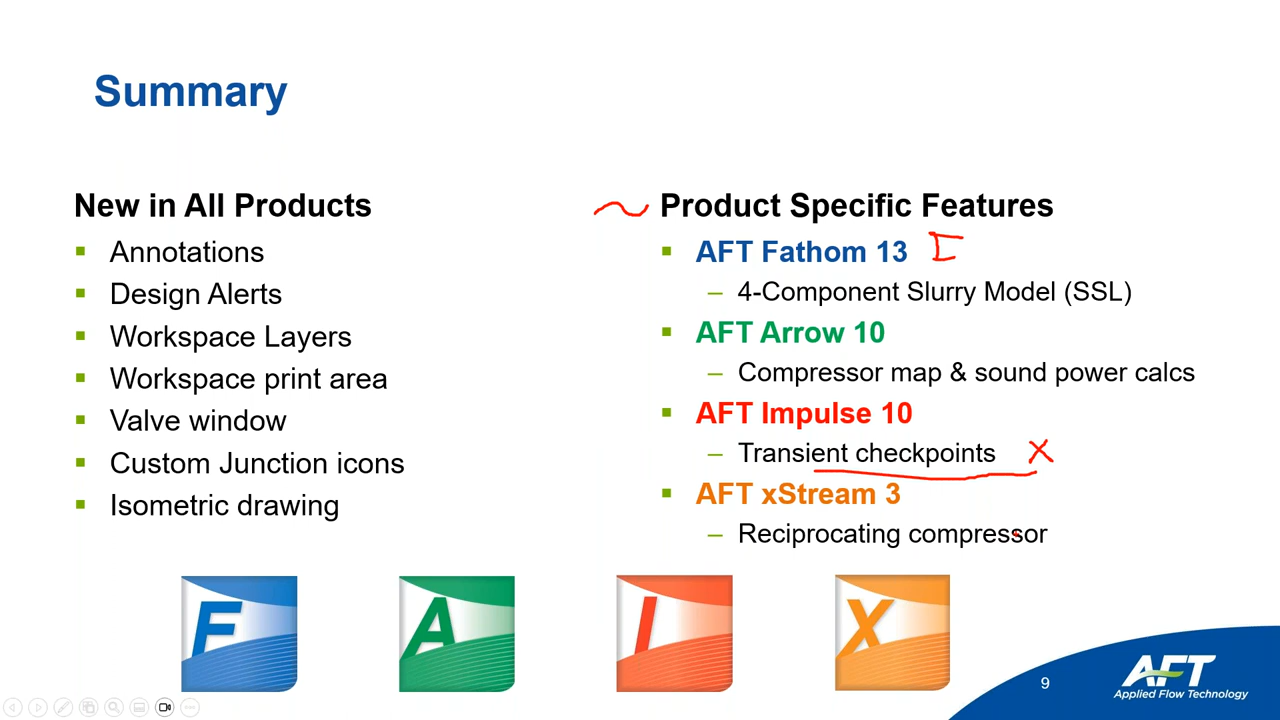 Summary
New in All Products
Annotations
Design Alerts
Workspace Layers
Workspace print area
Valve window
Custom Junction icons
Isometric drawing
Product Specific Features
AFT Fathom 13 I
– 4-Component Slurry Model (SSL)
AFT Arrow 10
– Compressor map & sound power calcs
AFT Impulse 10
– Transient checkpoints X
AFT xStream 3
– Reciprocating compressor
F
A
I
X
9
AFT
Applied Flow Technology